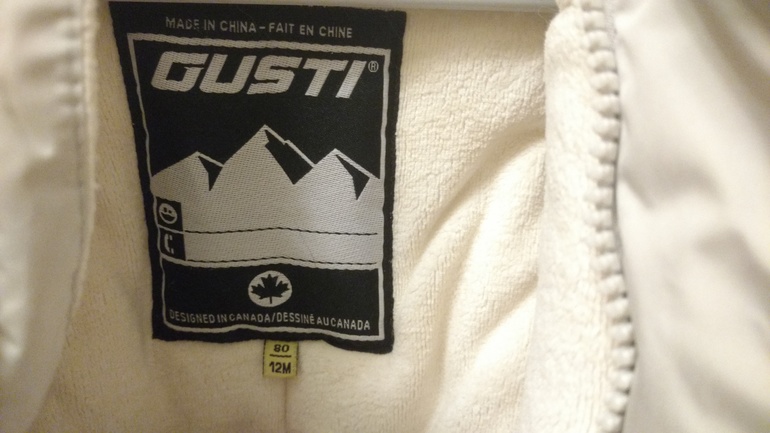 MADE IN CHINA - FAIT EN CHINE
GUSTI®
C
DESIGNED IN CANADA/DESSINÉ AU CANADA
80
12M